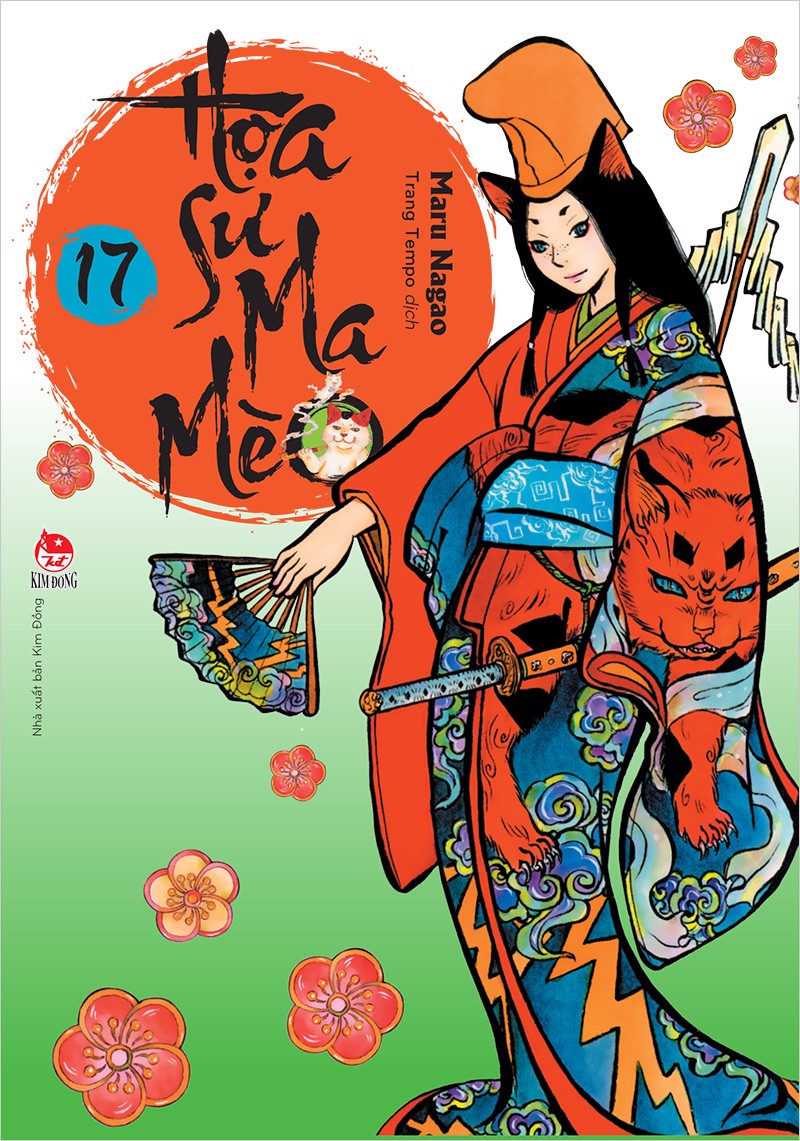 Họa
Sư
Ma
Mèo
17
Maru Nagao
Trang Tempo dịch
KIM ĐỒNG
Nhà xuất bản Kim Đồng